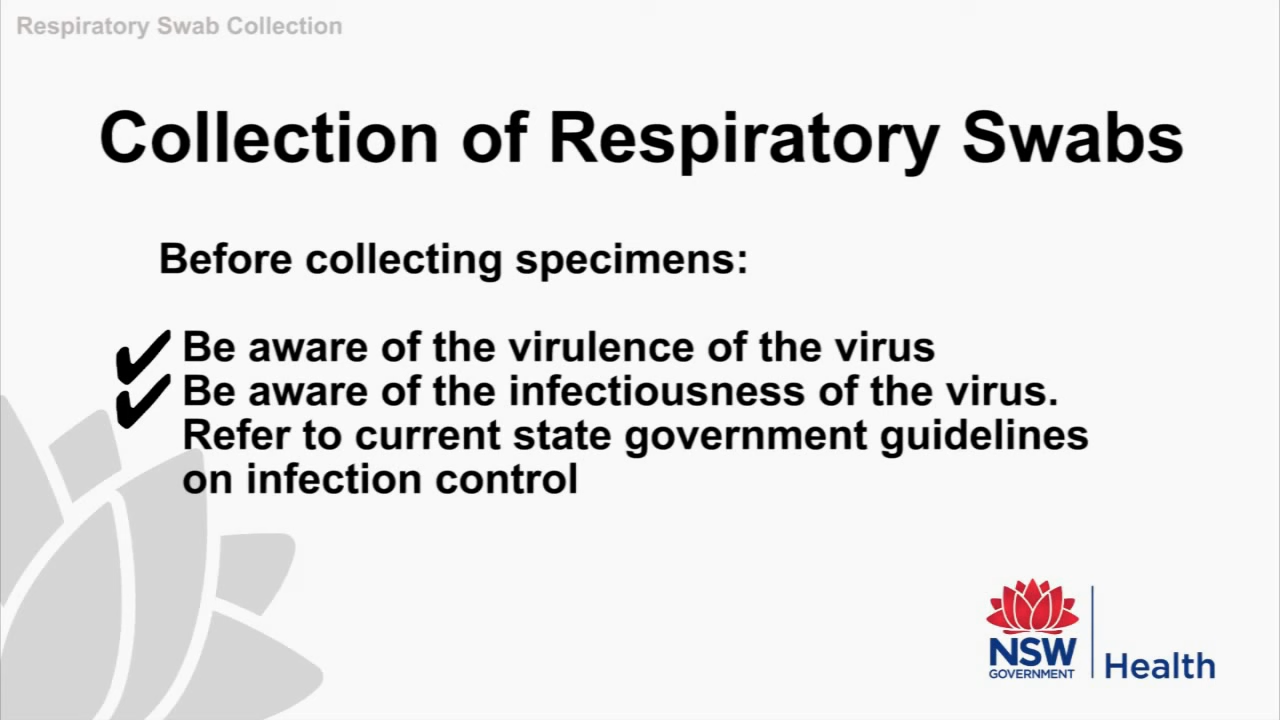 Respiratory Swab Collection
Collection of Respiratory Swabs
Before collecting specimens:
✔ Be aware of the virulence of the virus
✔ Be aware of the infectiousness of the virus.
Refer to current state government guidelines
on infection control
NSW
GOVERNMENT
Health